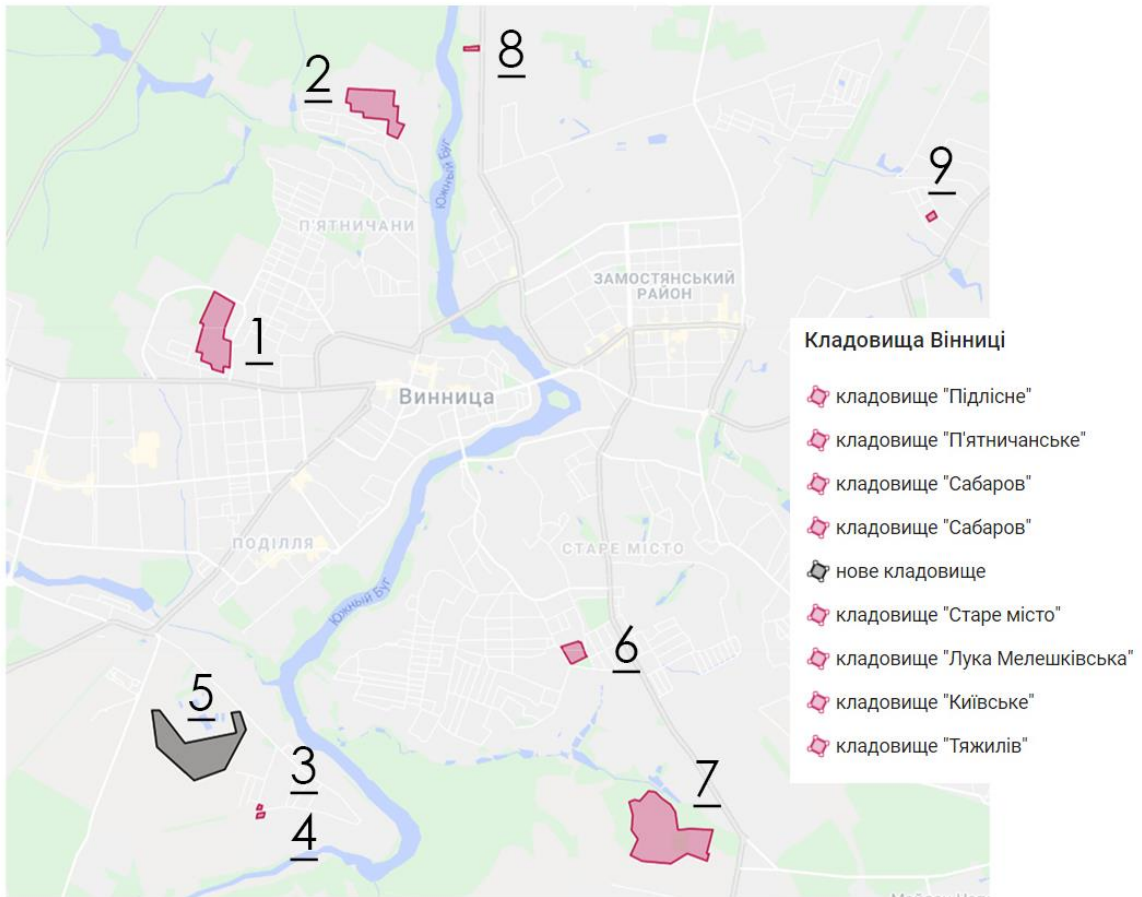 8
2
9
Южный Буг
П'ЯТНИЧАНИ
ЗАМОСТЯНСЬКИЙ
РАЙОН
1
Винница
Кладовища Вінниці
кладовище "Підлісне"
кладовище "П'ятничанське"
кладовище "Сабаров"
кладовище "Сабаров"
нове кладовище
кладовище "Старе місто"
кладовище "Лука Мелешківська"
кладовище "Київське"
кладовище "Тяжилів"
ПОДІЛЛЯ
СТАРЕ МІСТО
Южный Буг
6
5
3
7
4